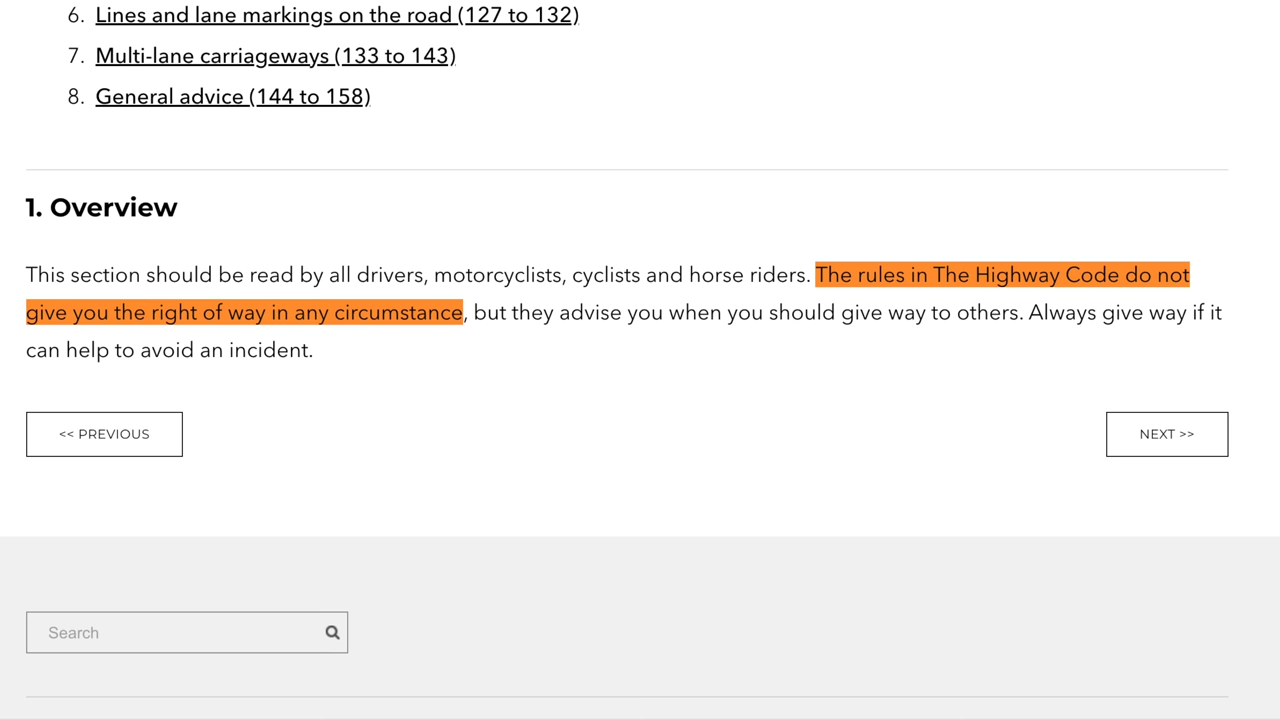 6. Lines and lane markings on the road (127 to 132)
7. Multi-lane carriageways (133 to 143)
8. General advice (144 to 158)
1. Overview
This section should be read by all drivers, motorcyclists, cyclists and horse riders. The rules in The Highway Code do not
give you the right of way in any circumstance, but they advise you when you should give way to others. Always give way if it
can help to avoid an incident.
<< PREVIOUS
NEXT >>
Search